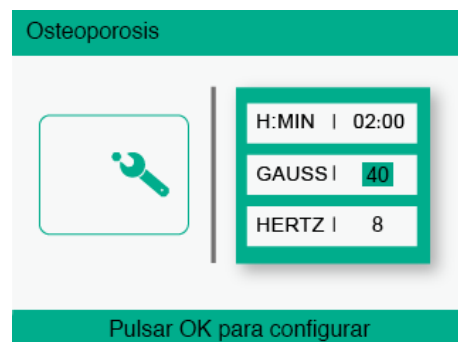 Osteoporosis
H:MIN | 02:00
GAUSS | 40
HERTZ | 8
Pulsar OK para configurar